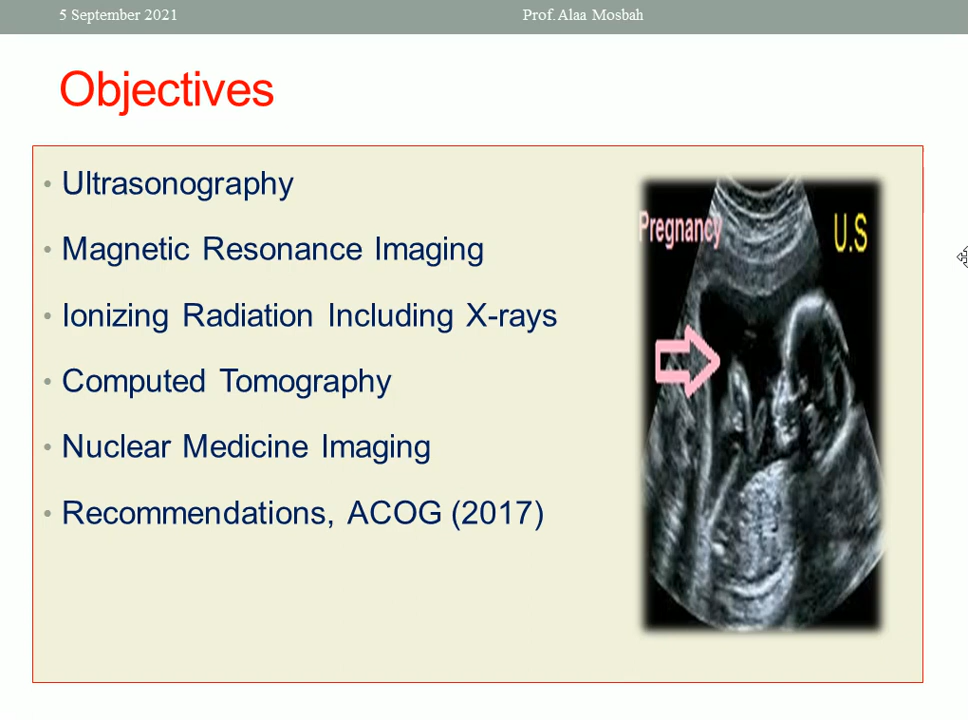 5 September 2021
Prof. Alaa Mosbah
Objectives
• Ultrasonography
• Magnetic Resonance Imaging
• Ionizing Radiation Including X-rays
• Computed Tomography
• Nuclear Medicine Imaging
• Recommendations, ACOG (2017)
Pregnancy
U.S